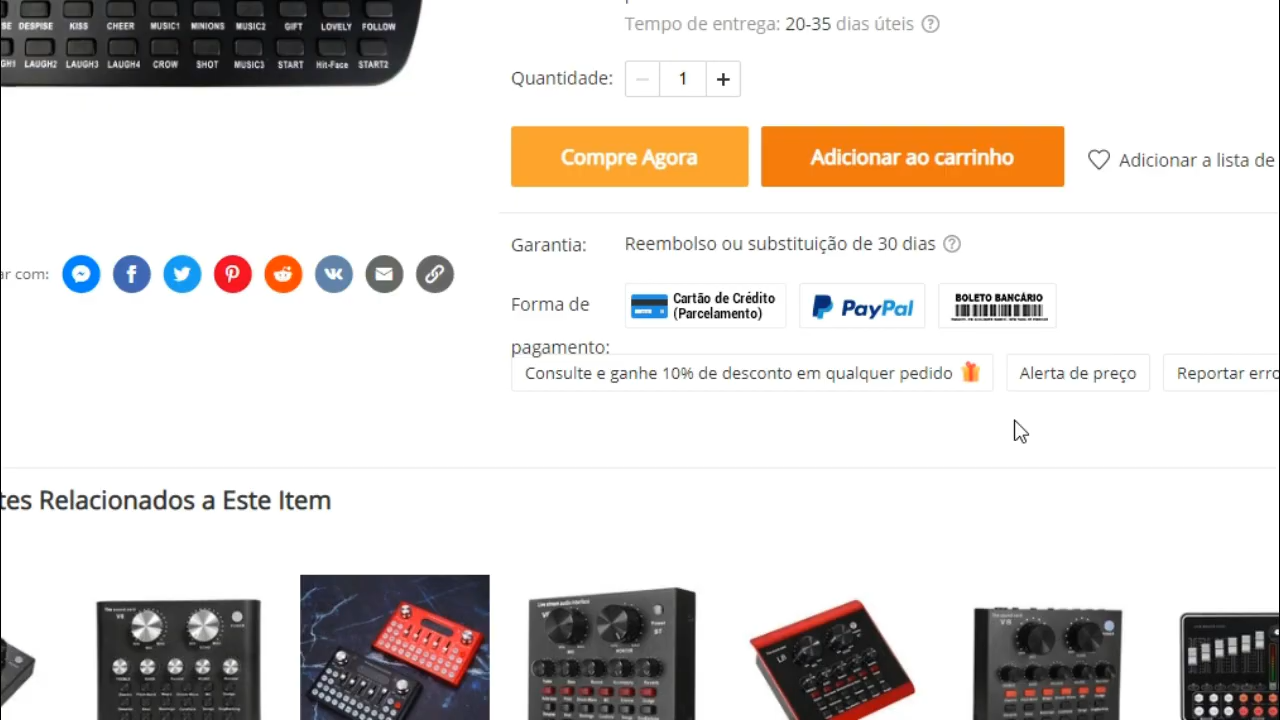 DESPISE KISS CHEER MUSIC1 MINIONS MUSIC2 GIFT LOVELY FOLLOW
LAUGH2 LAUGH3 LAUGH4 CROW SHOT MUSIC3 START Hit-Face START2
Tempo de entrega: 20-35 dias úteis ?
Quantidade: − 1 +
Compre Agora
Adicionar ao carrinho
Adicionar a lista de
ar com:
Garantia: Reembolso ou substituição de 30 dias ?
Forma de
pagamento:
Cartão de Crédito
(Parcelamento)
PayPal
BOLETO BANCÁRIO
Consulte e ganhe 10% de desconto em qualquer pedido
Alerta de preço
Reportar erro
tes Relacionados a Este Item